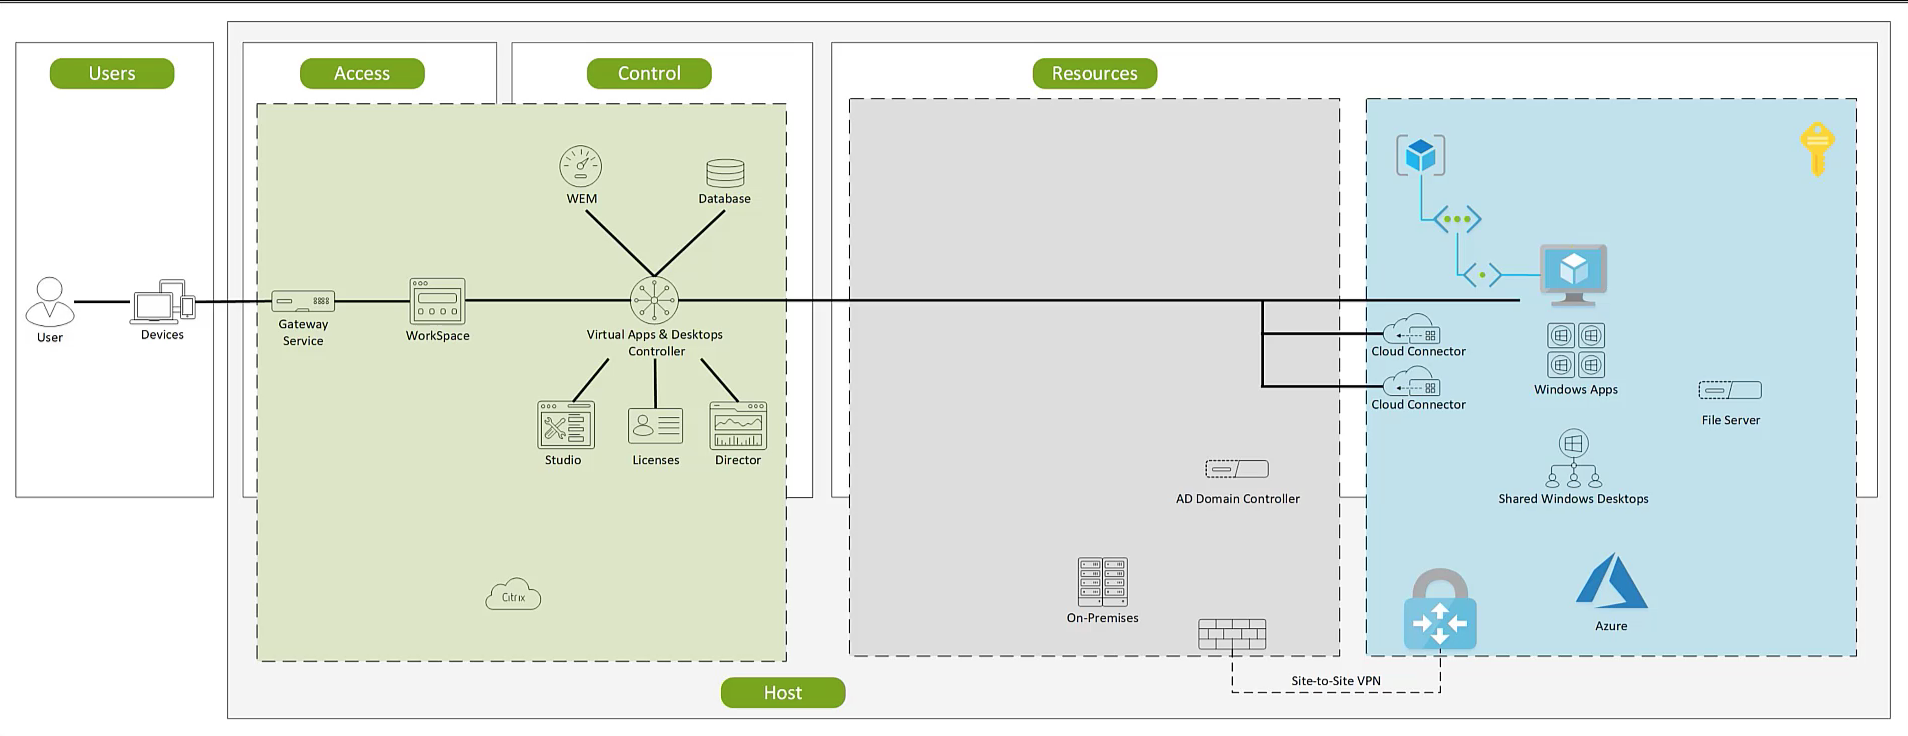 Users
Access
Control
Resources
WEM
Database
User
Devices
Gateway
Service
WorkSpace
Virtual Apps & Desktops
Controller
Cloud Connector
Cloud Connector
Windows Apps
File Server
Studio
Licenses
Director
AD Domain Controller
Shared Windows Desktops
Citrix
On-Premises
Azure
Site-to-Site VPN
Host